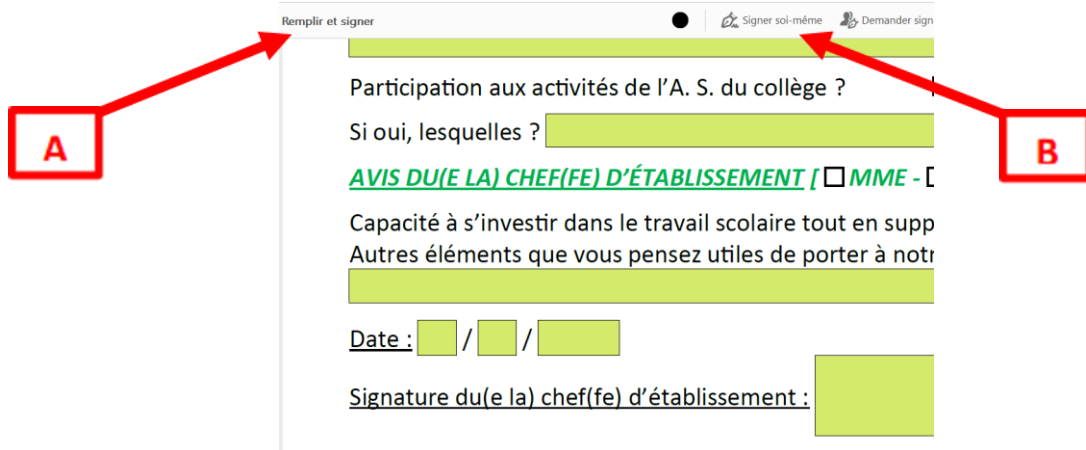 Remplir et signer Signer soi-même Demander sign
Participation aux activités de l'A. S. du collège ?
A
Si oui, lesquelles ?
B
AVIS DU(E LA) CHEF(FE) D'ÉTABLISSEMENT [ ☐ MME - ☐
Capacité à s'investir dans le travail scolaire tout en supp
Autres éléments que vous pensez utiles de porter à notr
Date : / /
Signature du(e la) chef(fe) d'établissement :